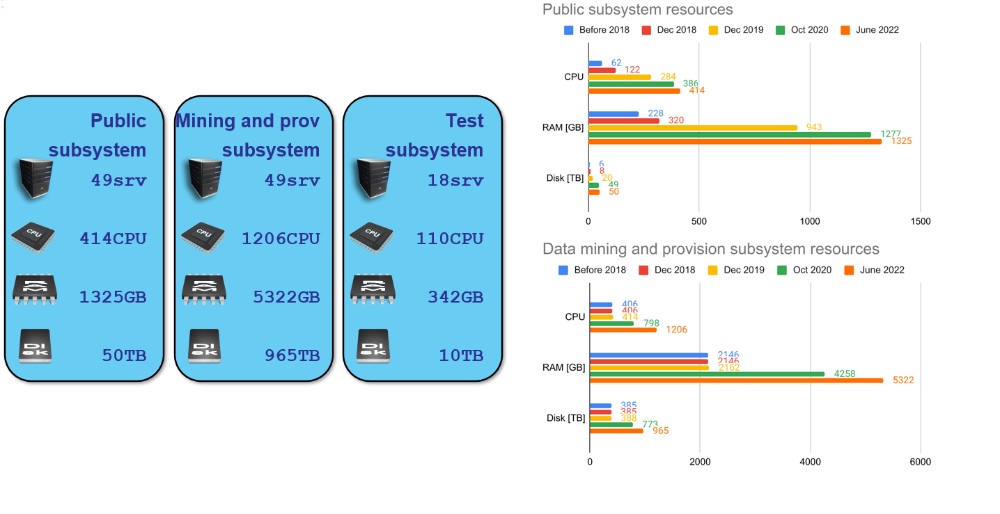 Public
subsystem
49srv
CPU
414CPU
RAM
1325GB
DI
sk
50TB
Mining and prov
subsystem
49srv
CPU
1206CPU
RAM
5322GB
DI
sk
965TB
Test
subsystem
18srv
CPU
110CPU
RAM
342GB
DI
sk
10TB
Public subsystem resources
Before 2018 Dec 2018 Dec 2019 Oct 2020 June 2022
CPU
62
122
284
386
414
RAM [GB]
228
320
943
1277
1325
Disk [TB]
6
8
20
49
50
0 500 1000 1500
Data mining and provision subsystem resources
Before 2018 Dec 2018 Dec 2019 Oct 2020 June 2022
CPU
406
406
414
798
1206
RAM [GB]
2146
2146
2162
4258
5322
Disk [TB]
385
385
388
773
965
0 2000 4000 6000